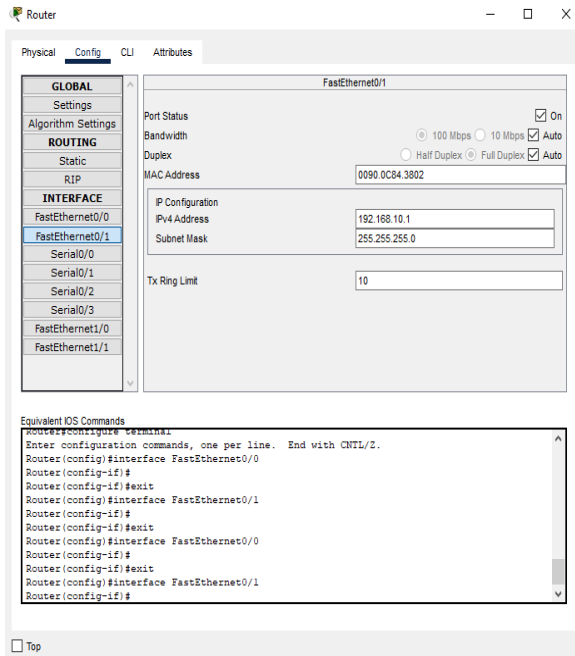 Router
Physical Config CLI Attributes
GLOBAL
Settings
Algorithm Settings
ROUTING
Static
RIP
INTERFACE
FastEthernet0/0
FastEthernet0/1
Serial0/0
Serial0/1
Serial0/2
Serial0/3
FastEthernet1/0
FastEthernet1/1
FastEthernet0/1
Port Status On
Bandwidth 100 Mbps 10 Mbps Auto
Duplex Half Duplex Full Duplex Auto
MAC Address 0090.0C84.3802
IP Configuration
IPv4 Address 192.168.10.1
Subnet Mask 255.255.255.0
Tx Ring Limit 10
Equivalent IOS Commands
Router#configure terminal
Enter configuration commands, one per line. End with CNTL/Z.
Router(config)#interface FastEthernet0/0
Router(config-if)#
Router(config-if)#exit
Router(config)#interface FastEthernet0/1
Router(config-if)#
Router(config-if)#exit
Router(config)#interface FastEthernet0/0
Router(config-if)#
Router(config-if)#exit
Router(config)#interface FastEthernet0/1
Router(config-if)#
Top